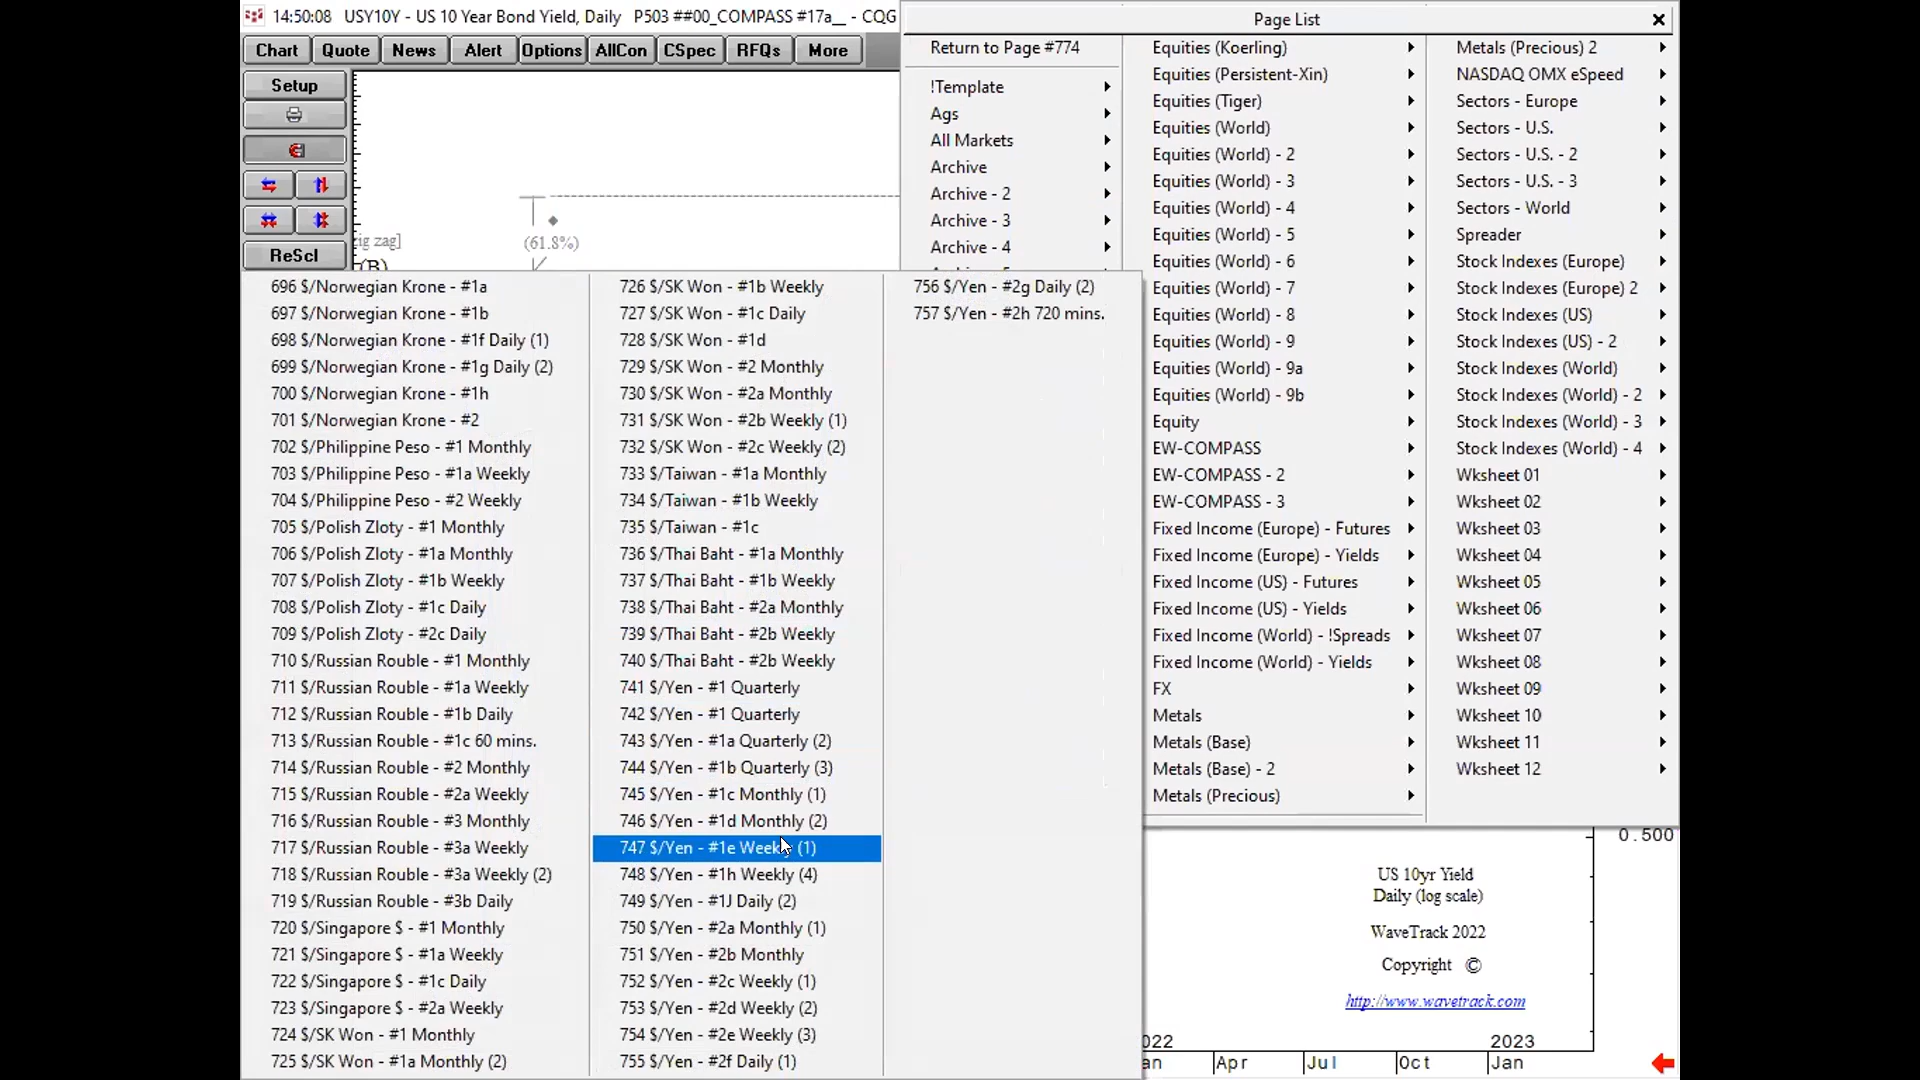 14:50:08 USY10Y - US 10 Year Bond Yield, Daily P503 ##00_COMPASS #17a__ - CQG
Chart Quote News Alert Options AllCon CSpec RFQs More
Setup
ReScl
(61.8%)
Page List
Return to Page #774
!Template
Ags
All Markets
Archive
Archive - 2
Archive - 3
Archive - 4
Equities (Koerling)
Equities (Persistent-Xin)
Equities (Tiger)
Equities (World)
Equities (World) - 2
Equities (World) - 3
Equities (World) - 4
Equities (World) - 5
Equities (World) - 6
Equities (World) - 7
Equities (World) - 8
Equities (World) - 9
Equities (World) - 9a
Equities (World) - 9b
Equity
EW-COMPASS
EW-COMPASS - 2
EW-COMPASS - 3
Fixed Income (Europe) - Futures
Fixed Income (Europe) - Yields
Fixed Income (US) - Futures
Fixed Income (US) - Yields
Fixed Income (World) - !Spreads
Fixed Income (World) - Yields
FX
Metals
Metals (Base)
Metals (Base) - 2
Metals (Precious)
Metals (Precious) 2
NASDAQ OMX eSpeed
Sectors - Europe
Sectors - U.S.
Sectors - U.S. - 2
Sectors - U.S. - 3
Sectors - World
Spreader
Stock Indexes (Europe)
Stock Indexes (Europe) 2
Stock Indexes (US)
Stock Indexes (US) - 2
Stock Indexes (World)
Stock Indexes (World) - 2
Stock Indexes (World) - 3
Stock Indexes (World) - 4
Wksheet 01
Wksheet 02
Wksheet 03
Wksheet 04
Wksheet 05
Wksheet 06
Wksheet 07
Wksheet 08
Wksheet 09
Wksheet 10
Wksheet 11
Wksheet 12
696 $/Norwegian Krone - #1a
697 $/Norwegian Krone - #1b
698 $/Norwegian Krone - #1f Daily (1)
699 $/Norwegian Krone - #1g Daily (2)
700 $/Norwegian Krone - #1h
701 $/Norwegian Krone - #2
702 $/Philippine Peso - #1 Monthly
703 $/Philippine Peso - #1a Weekly
704 $/Philippine Peso - #2 Weekly
705 $/Polish Zloty - #1 Monthly
706 $/Polish Zloty - #1a Monthly
707 $/Polish Zloty - #1b Weekly
708 $/Polish Zloty - #1c Daily
709 $/Polish Zloty - #2c Daily
710 $/Russian Rouble - #1 Monthly
711 $/Russian Rouble - #1a Weekly
712 $/Russian Rouble - #1b Daily
713 $/Russian Rouble - #1c 60 mins.
714 $/Russian Rouble - #2 Monthly
715 $/Russian Rouble - #2a Weekly
716 $/Russian Rouble - #3 Monthly
717 $/Russian Rouble - #3a Weekly
718 $/Russian Rouble - #3a Weekly (2)
719 $/Russian Rouble - #3b Daily
720 $/Singapore $ - #1 Monthly
721 $/Singapore $ - #1a Weekly
722 $/Singapore $ - #1c Daily
723 $/Singapore $ - #2a Weekly
724 $/SK Won - #1 Monthly
725 $/SK Won - #1a Monthly (2)
726 $/SK Won - #1b Weekly
727 $/SK Won - #1c Daily
728 $/SK Won - #1d
729 $/SK Won - #2 Monthly
730 $/SK Won - #2a Monthly
731 $/SK Won - #2b Weekly (1)
732 $/SK Won - #2c Weekly (2)
733 $/Taiwan - #1a Monthly
734 $/Taiwan - #1b Weekly
735 $/Taiwan - #1c
736 $/Thai Baht - #1a Monthly
737 $/Thai Baht - #1b Weekly
738 $/Thai Baht - #2a Monthly
739 $/Thai Baht - #2b Weekly
740 $/Thai Baht - #2b Weekly
741 $/Yen - #1 Quarterly
742 $/Yen - #1 Quarterly
743 $/Yen - #1a Quarterly (2)
744 $/Yen - #1b Quarterly (3)
745 $/Yen - #1c Monthly (1)
746 $/Yen - #1d Monthly (2)
747 $/Yen - #1e Weekly (1)
748 $/Yen - #1h Weekly (4)
749 $/Yen - #1J Daily (2)
750 $/Yen - #2a Monthly (1)
751 $/Yen - #2b Monthly
752 $/Yen - #2c Weekly (1)
753 $/Yen - #2d Weekly (2)
754 $/Yen - #2e Weekly (3)
755 $/Yen - #2f Daily (1)
756 $/Yen - #2g Daily (2)
757 $/Yen - #2h 720 mins.
0.500
US 10yr Yield
Daily (log scale)
WaveTrack 2022
Copyright ©
http://www.wavetrack.com
2023
Apr Jul Oct Jan